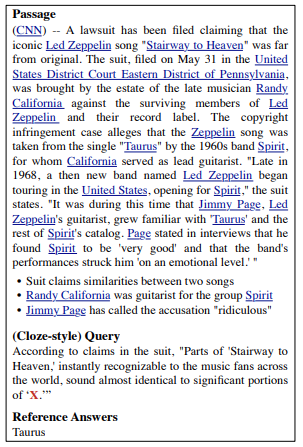 Passage
(CNN) -- A lawsuit has been filed claiming that the
iconic Led Zeppelin song "Stairway to Heaven" was far
from original. The suit, filed on May 31 in the United
States District Court Eastern District of Pennsylvania,
was brought by the estate of the late musician Randy
California against the surviving members of Led
Zeppelin and their record label. The copyright
infringement case alleges that the Zeppelin song was
taken from the single "Taurus" by the 1960s band Spirit,
for whom California served as lead guitarist. "Late in
1968, a then new band named Led Zeppelin began
touring in the United States, opening for Spirit," the suit
states. "It was during this time that Jimmy Page, Led
Zeppelin's guitarist, grew familiar with 'Taurus' and the
rest of Spirit's catalog. Page stated in interviews that he
found Spirit to be 'very good' and that the band's
performances struck him 'on an emotional level.' "
• Suit claims similarities between two songs
• Randy California was guitarist for the group Spirit
• Jimmy Page has called the accusation "ridiculous"
(Cloze-style) Query
According to claims in the suit, "Parts of 'Stairway to
Heaven,' instantly recognizable to the music fans across
the world, sound almost identical to significant portions
of ‘X.’”
Reference Answers
Taurus